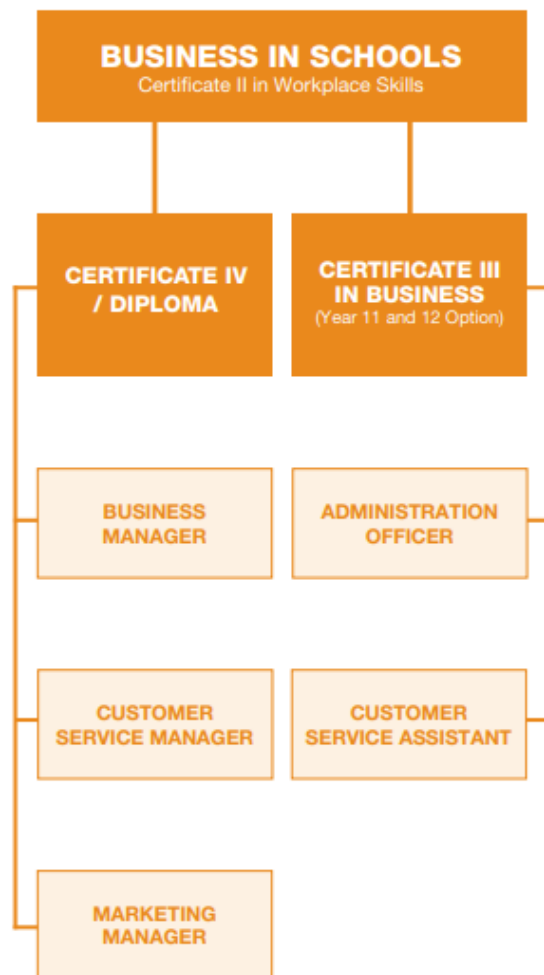 BUSINESS IN SCHOOLS
Certificate II in Workplace Skills
CERTIFICATE IV
/ DIPLOMA
CERTIFICATE III
IN BUSINESS
(Year 11 and 12 Option)
BUSINESS
MANAGER
ADMINISTRATION
OFFICER
CUSTOMER
SERVICE MANAGER
CUSTOMER
SERVICE ASSISTANT
MARKETING
MANAGER